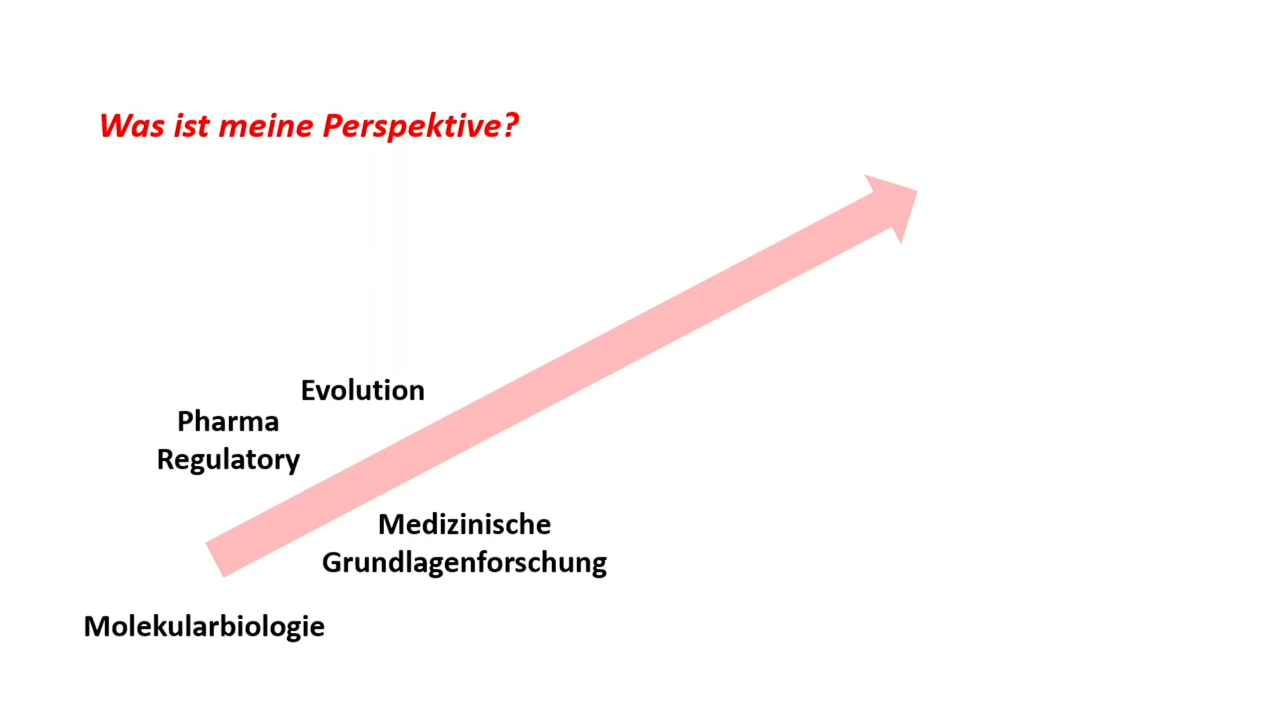 Was ist meine Perspektive?
Evolution
Pharma
Regulatory
Medizinische
Grundlagenforschung
Molekularbiologie